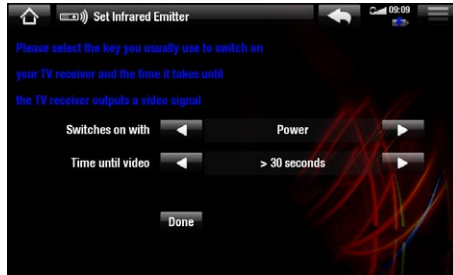 Set Infrared Emitter
09:09
Please select the key you usually use to switch on
your TV receiver and the time it takes until
the TV receiver outputs a video signal
Switches on with
Power
Time until video
> 30 seconds
Done